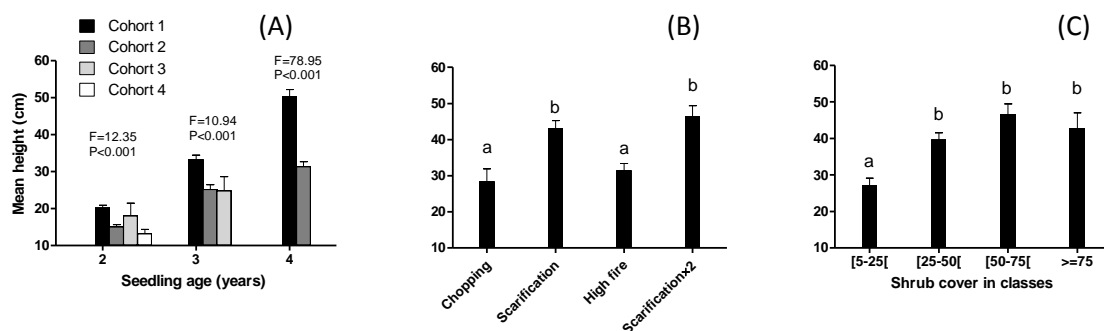 Cohort 1
Cohort 2
Cohort 3
Cohort 4
(A)
Mean height (cm)
60
50
40
30
20
10
F=12.35
P<0.001
F=10.94
P<0.001
F=78.95
P<0.001
2
3
4
Seedling age (years)
(B)
60
50
40
30
20
10
a
b
a
b
Chopping
Scarification
High fire
Scarification×2
(C)
60
50
40
30
20
10
a
b
b
b
[5-25[
[25-50[
[50-75[
>=75
Shrub cover in classes